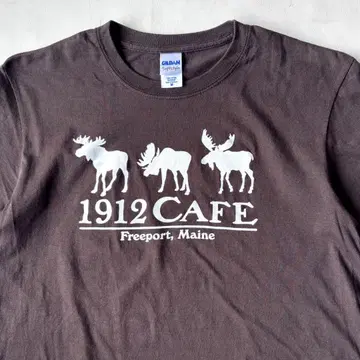 GILDAN
1912 CAFE
Freeport, Maine